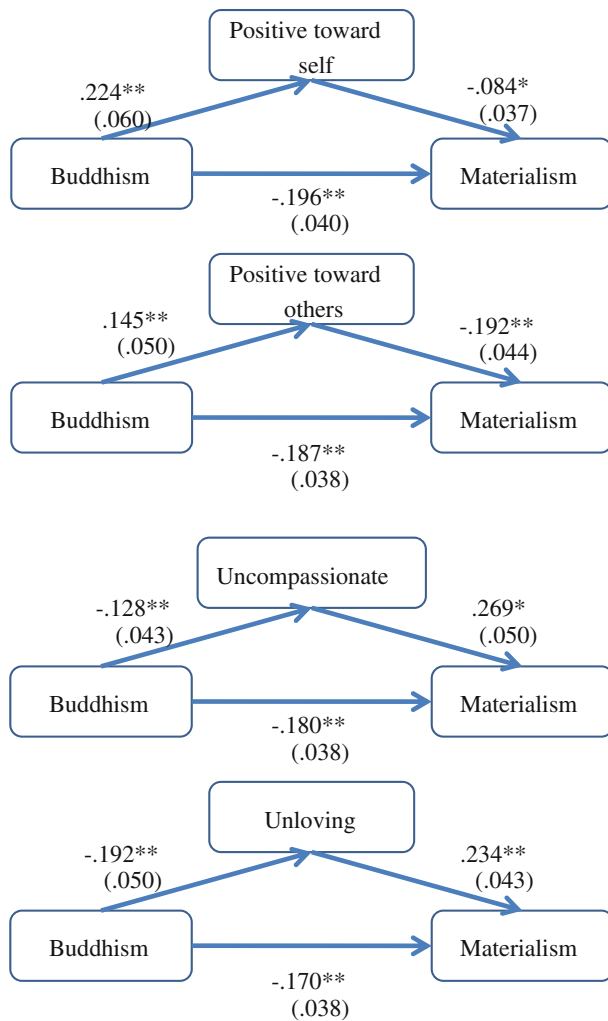 Positive toward
self
.224**
(.060)
-.084*
(.037)
Buddhism
Materialism
-.196**
(.040)
Positive toward
others
.145**
(.050)
-.192**
(.044)
Buddhism
Materialism
-.187**
(.038)
Uncompassionate
-.128**
(.043)
.269*
(.050)
Buddhism
Materialism
-.180**
(.038)
Unloving
-.192**
(.050)
.234**
(.043)
Buddhism
Materialism
-.170**
(.038)